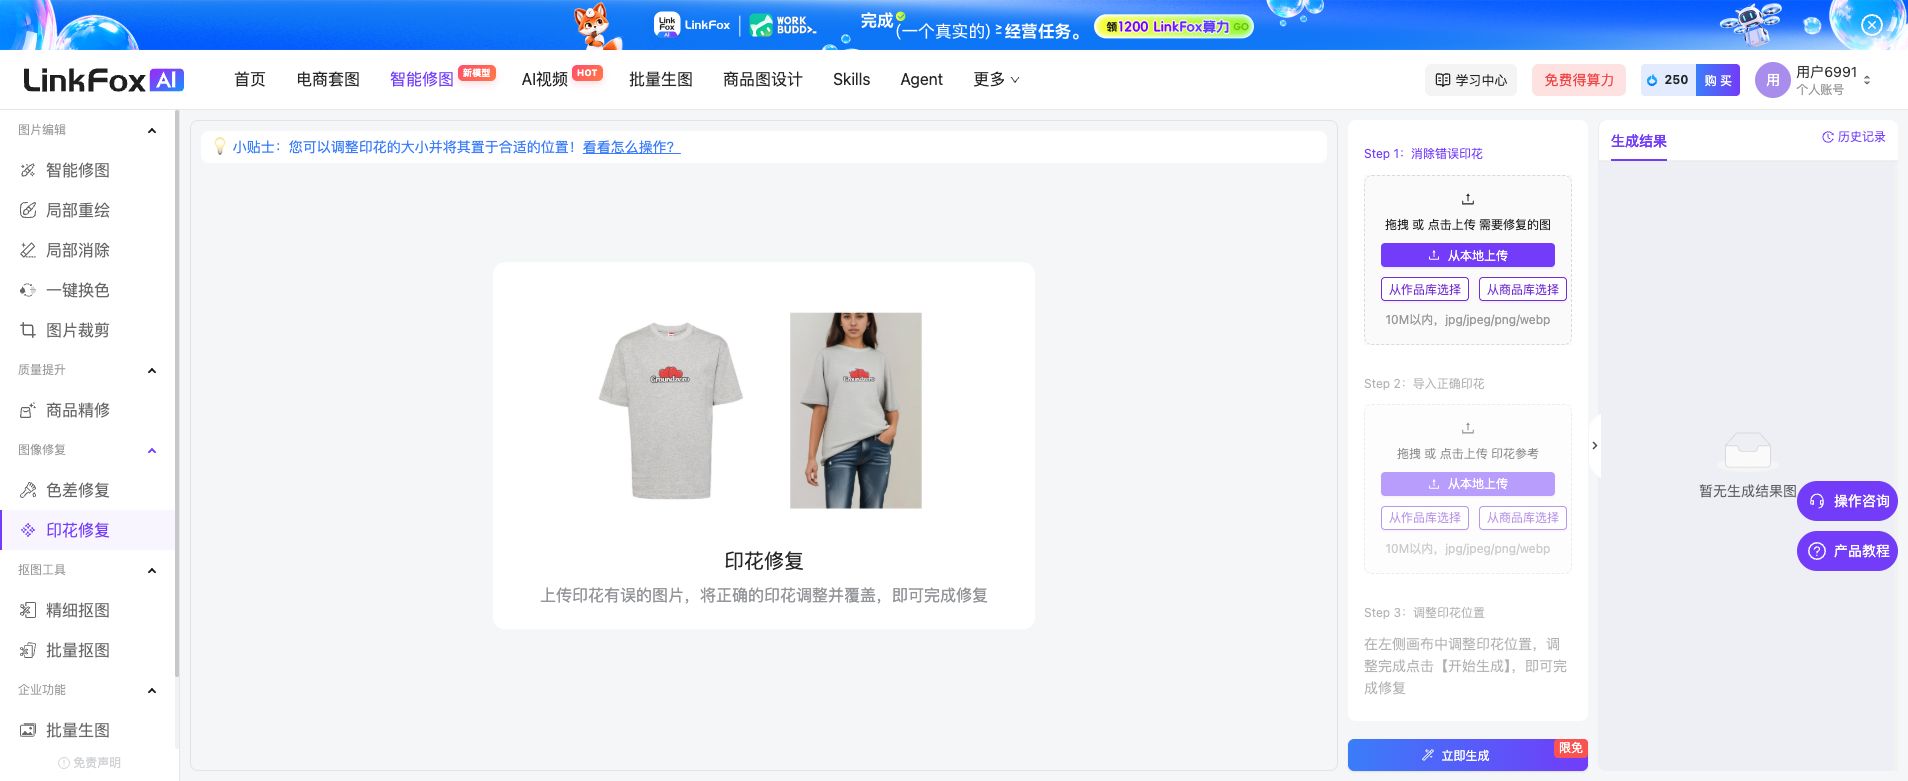 LinkFox AI LinkFox WORK BUDD>_ 完成 (一个真实的) 经营任务。 领1200 LinkFox算力 GO
LinkFox AI 首页 电商套图 智能修图 新模型 AI视频 HOT 批量生图 商品图设计 Skills Agent 更多 学习中心 免费得算力 250 购 买 用 用户6991
个人账号
图片编辑
智能修图
局部重绘
局部消除
一键换色
图片裁剪
质量提升
商品精修
图像修复
色差修复
印花修复
抠图工具
精细抠图
批量抠图
企业功能
批量生图
免责声明
小贴士：您可以调整印花的大小并将其置于合适的位置！看看怎么操作？
Groundzero
Groundzero
印花修复
上传印花有误的图片，将正确的印花调整并覆盖，即可完成修复
Step 1：消除错误印花
拖拽 或 点击上传 需要修复的图
从本地上传
从作品库选择 从商品库选择
10M以内，jpg/jpeg/png/webp
Step 2：导入正确印花
拖拽 或 点击上传 印花参考
从本地上传
从作品库选择 从商品库选择
10M以内，jpg/jpeg/png/webp
Step 3：调整印花位置
在左侧画布中调整印花位置，调
整完成点击【开始生成】，即可完
成修复
立即生成 限免
生成结果 历史记录
暂无生成结果图
操作咨询
产品教程